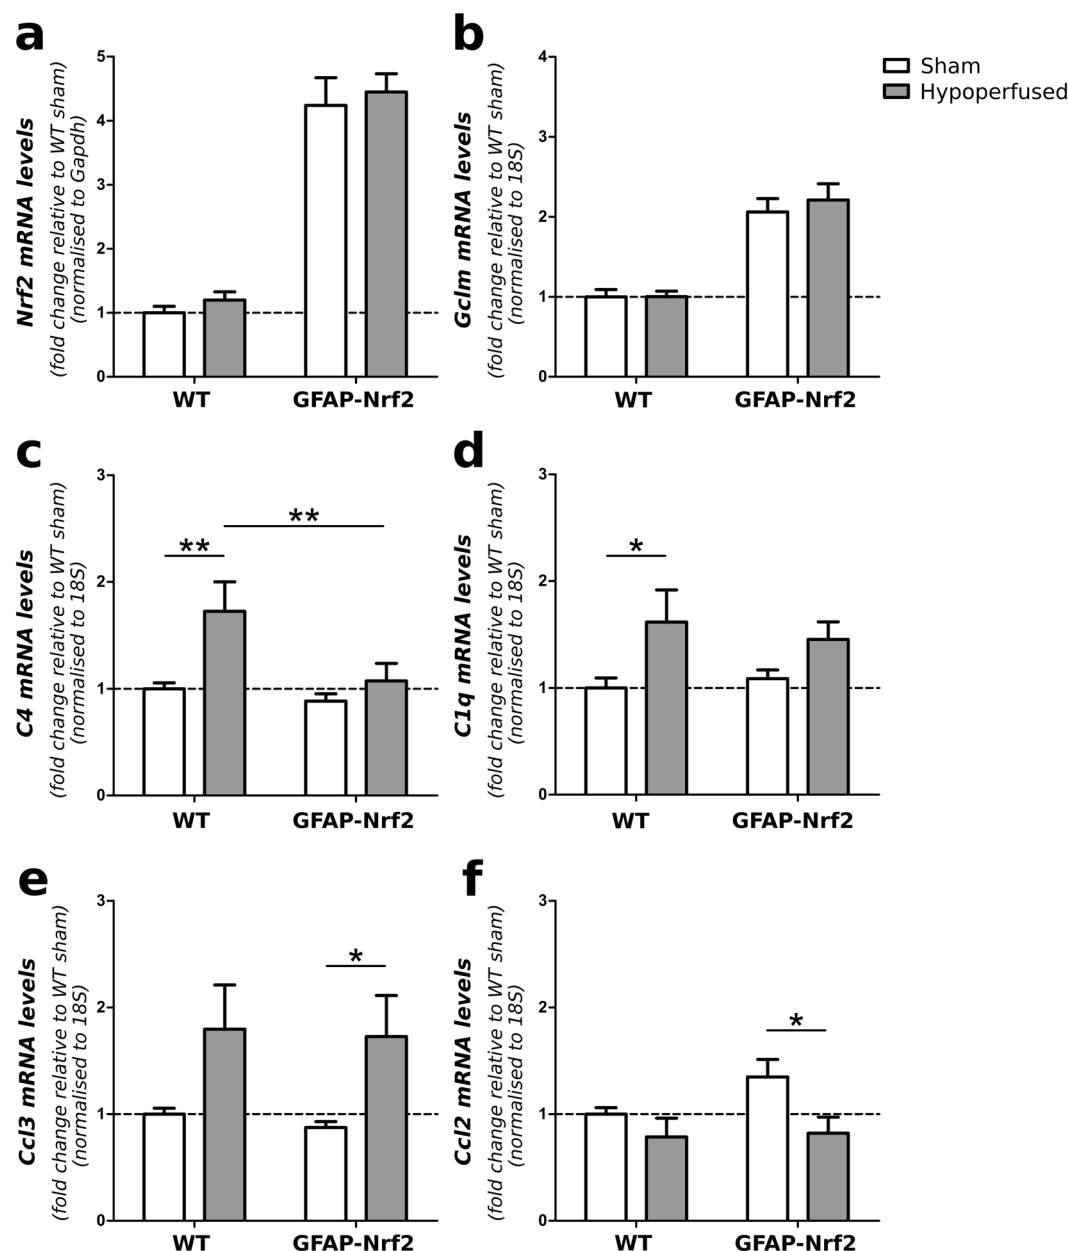 a
Nrf2 mRNA levels
(fold change relative to WT sham)
(normalised to Gapdh)
5
4
3
2
1
0
WT
GFAP-Nrf2
b
Gclm mRNA levels
(fold change relative to WT sham)
(normalised to 18S)
4
3
2
1
0
WT
GFAP-Nrf2
Sham
Hypoperfused
c
C4 mRNA levels
(fold change relative to WT sham)
(normalised to 18S)
3
2
1
0
**
**
WT
GFAP-Nrf2
d
C1q mRNA levels
(fold change relative to WT sham)
(normalised to 18S)
3
2
1
0
*
WT
GFAP-Nrf2
e
Ccl3 mRNA levels
(fold change relative to WT sham)
(normalised to 18S)
3
2
1
0
*
WT
GFAP-Nrf2
f
Ccl2 mRNA levels
(fold change relative to WT sham)
(normalised to 18S)
3
2
1
0
*
WT
GFAP-Nrf2